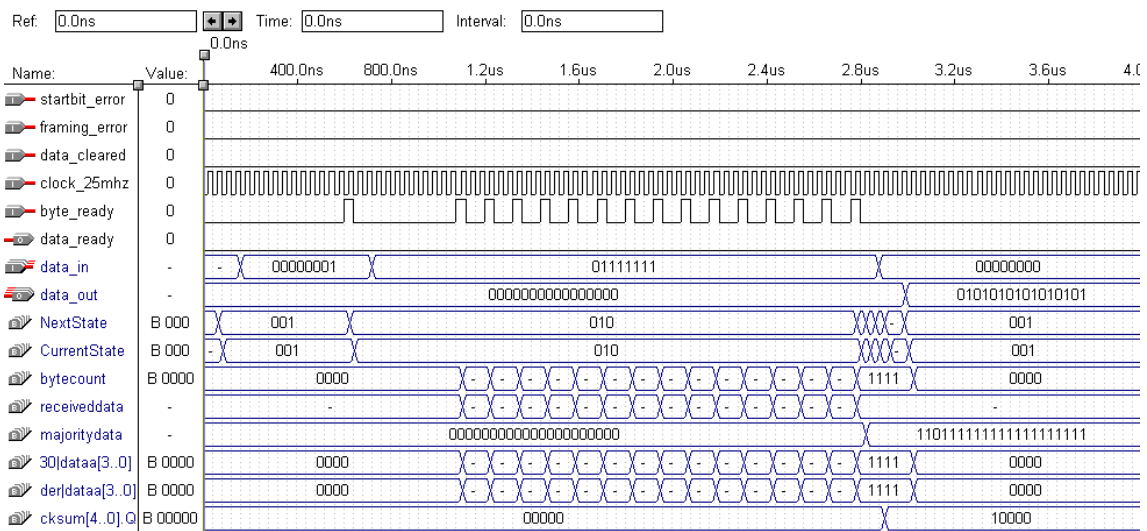 Ref: 0.0ns Time: 0.0ns Interval: 0.0ns
0.0ns
Name: Value: 400.0ns 800.0ns 1.2us 1.6us 2.0us 2.4us 2.8us 3.2us 3.6us 4.0
startbit_error 0
framing_error 0
data_cleared 0
clock_25mhz 0
byte_ready 0
data_ready 0
data_in - - 00000001 01111111 00000000
data_out - 0000000000000000 0101010101010101
NextState B 000 001 010 - 001
CurrentState B 000 - 001 010 - 001
bytecount B 0000 0000 - - - - - - - - - - - - - - 1111 0000
receiveddata - - - - - - - - - - - - - - - - -
majoritydata - 000000000000000000000 110111111111111111111
30|dataa[3..0] B 0000 0000 - - - - - - - - - - - - - - 1111 0000
der|dataa[3..0] B 0000 0000 - - - - - - - - - - - - - - 1111 0000
cksum[4..0].Q B 00000 00000 10000